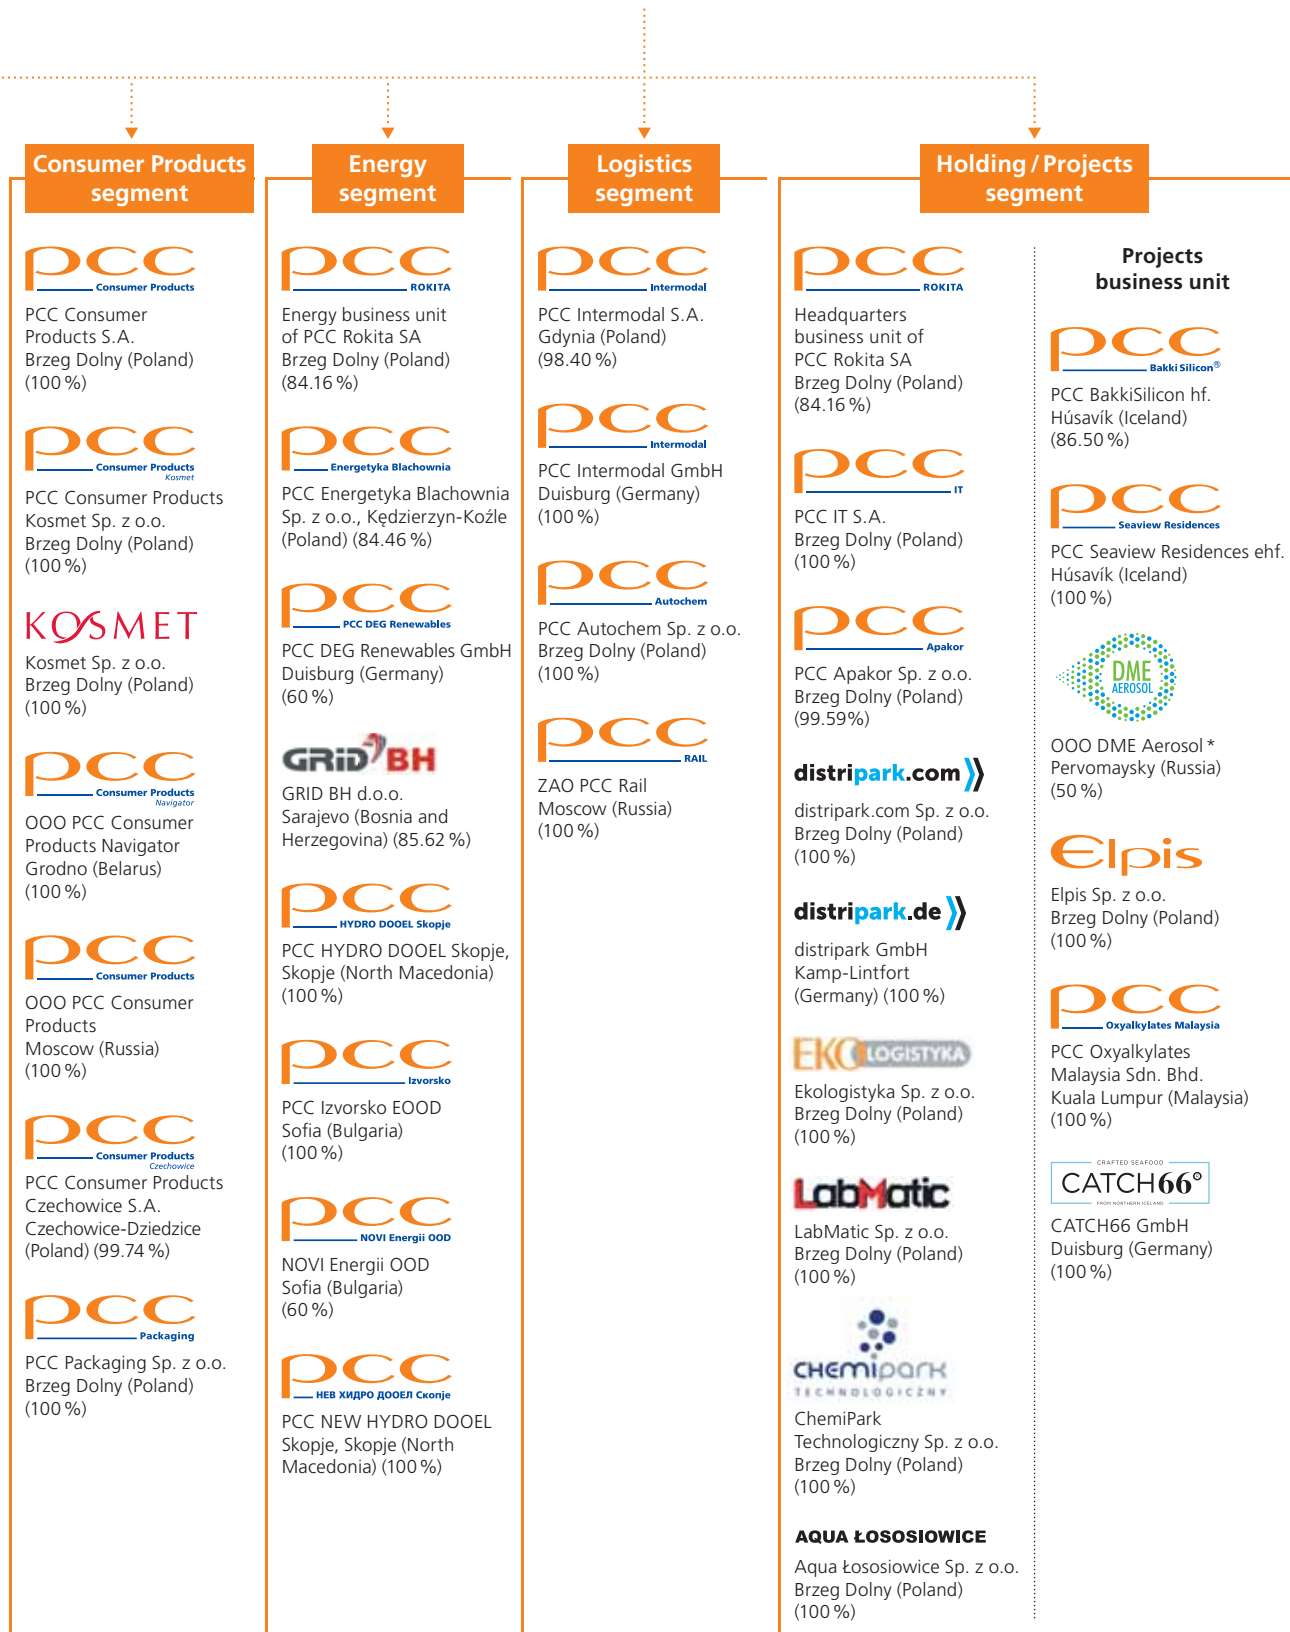 Consumer Products
segment
PCC
Consumer Products
PCC Consumer
Products S.A.
Brzeg Dolny (Poland)
(100 %)
PCC
Consumer Products
Kosmet
PCC Consumer Products
Kosmet Sp. z o.o.
Brzeg Dolny (Poland)
(100 %)
KOSMET
Kosmet Sp. z o.o.
Brzeg Dolny (Poland)
(100 %)
PCC
Consumer Products
Navigator
OOO PCC Consumer
Products Navigator
Grodno (Belarus)
(100 %)
PCC
Consumer Products
OOO PCC Consumer
Products
Moscow (Russia)
(100 %)
PCC
Consumer Products
Czechowice
PCC Consumer Products
Czechowice S.A.
Czechowice-Dziedzice
(Poland) (99.74 %)
PCC
Packaging
PCC Packaging Sp. z o.o.
Brzeg Dolny (Poland)
(100 %)
Energy
segment
PCC
ROKITA
Energy business unit
of PCC Rokita SA
Brzeg Dolny (Poland)
(84.16 %)
PCC
Energetyka Blachownia
PCC Energetyka Blachownia
Sp. z o.o., Kędzierzyn-Koźle
(Poland) (84.46 %)
PCC
PCC DEG Renewables
PCC DEG Renewables GmbH
Duisburg (Germany)
(60 %)
GRiD BH
GRID BH d.o.o.
Sarajevo (Bosnia and
Herzegovina) (85.62 %)
PCC
HYDRO DOOEL Skopje
PCC HYDRO DOOEL Skopje,
Skopje (North Macedonia)
(100 %)
PCC
Izvorsko
PCC Izvorsko EOOD
Sofia (Bulgaria)
(100 %)
PCC
NOVI Energii OOD
NOVI Energii OOD
Sofia (Bulgaria)
(60 %)
PCC
НЕВ ХИДРО ДООЕЛ Скопје
PCC NEW HYDRO DOOEL
Skopje, Skopje (North
Macedonia) (100 %)
Logistics
segment
PCC
Intermodal
PCC Intermodal S.A.
Gdynia (Poland)
(98.40 %)
PCC
Intermodal
PCC Intermodal GmbH
Duisburg (Germany)
(100 %)
PCC
Autochem
PCC Autochem Sp. z o.o.
Brzeg Dolny (Poland)
(100 %)
PCC
RAIL
ZAO PCC Rail
Moscow (Russia)
(100 %)
Holding / Projects
segment
PCC
ROKITA
Headquarters
business unit of
PCC Rokita SA
Brzeg Dolny (Poland)
(84.16 %)
PCC
IT
PCC IT S.A.
Brzeg Dolny (Poland)
(100 %)
PCC
Apakor
PCC Apakor Sp. z o.o.
Brzeg Dolny (Poland)
(99.59%)
distripark.com
distripark.com Sp. z o.o.
Brzeg Dolny (Poland)
(100 %)
distripark.de
distripark GmbH
Kamp-Lintfort
(Germany) (100 %)
EKOLOGISTYKA
Ekologistyka Sp. z o.o.
Brzeg Dolny (Poland)
(100 %)
LabMatic
LabMatic Sp. z o.o.
Brzeg Dolny (Poland)
(100 %)
CHEMIPARK
TECHNOLOGICZNY
ChemiPark
Technologiczny Sp. z o.o.
Brzeg Dolny (Poland)
(100 %)
AQUA ŁOSOSIOWICE
Aqua Łososiowice Sp. z o.o.
Brzeg Dolny (Poland)
(100 %)
Projects
business unit
PCC
Bakki Silicon®
PCC BakkiSilicon hf.
Húsavík (Iceland)
(86.50 %)
PCC
Seaview Residences
PCC Seaview Residences ehf.
Húsavík (Iceland)
(100 %)
DME
AEROSOL
OOO DME Aerosol *
Pervomaysky (Russia)
(50 %)
Elpis
Elpis Sp. z o.o.
Brzeg Dolny (Poland)
(100 %)
PCC
Oxyalkylates Malaysia
PCC Oxyalkylates
Malaysia Sdn. Bhd.
Kuala Lumpur (Malaysia)
(100 %)
CRAFTED SEAFOOD
CATCH66°
FROM NORTHERN ICELAND
CATCH66 GmbH
Duisburg (Germany)
(100 %)